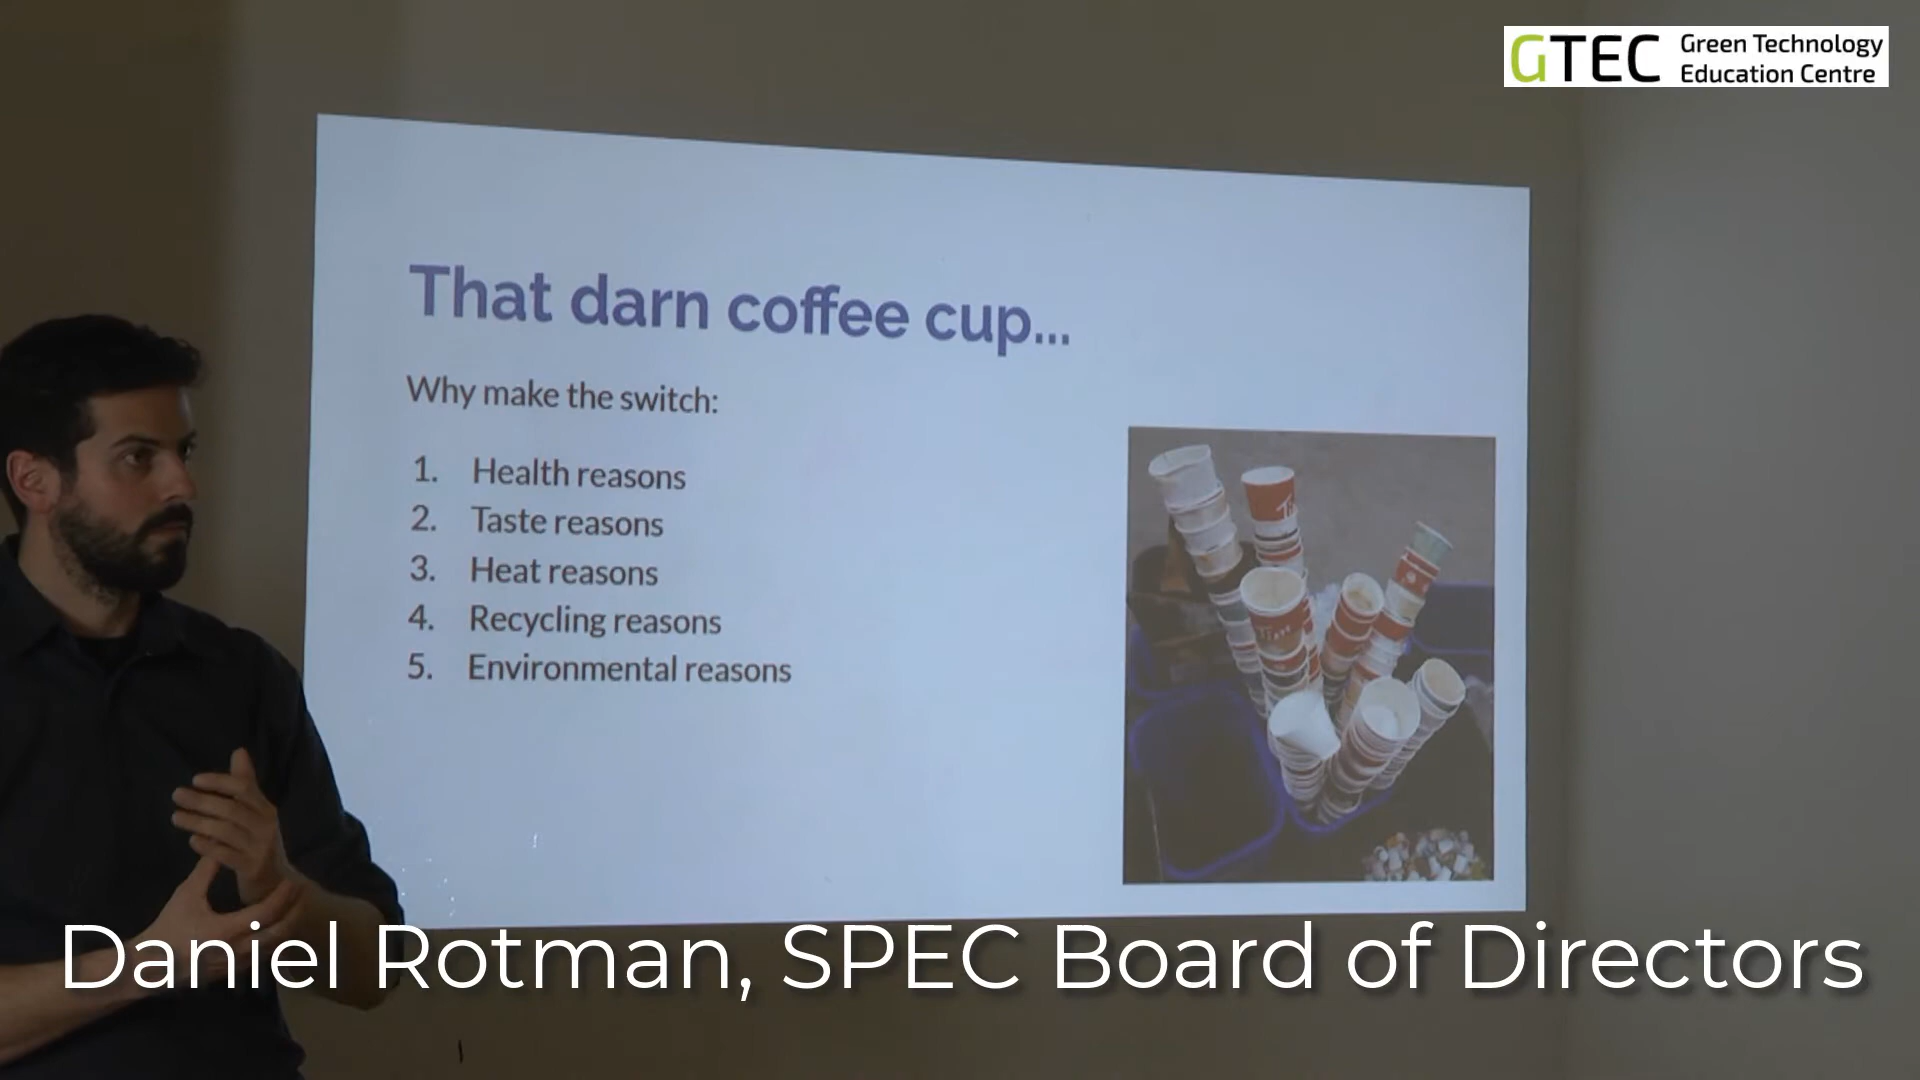 GTEC Green Technology
Education Centre
That darn coffee cup...
Why make the switch:
1. Health reasons
2. Taste reasons
3. Heat reasons
4. Recycling reasons
5. Environmental reasons
Daniel Rotman, SPEC Board of Directors